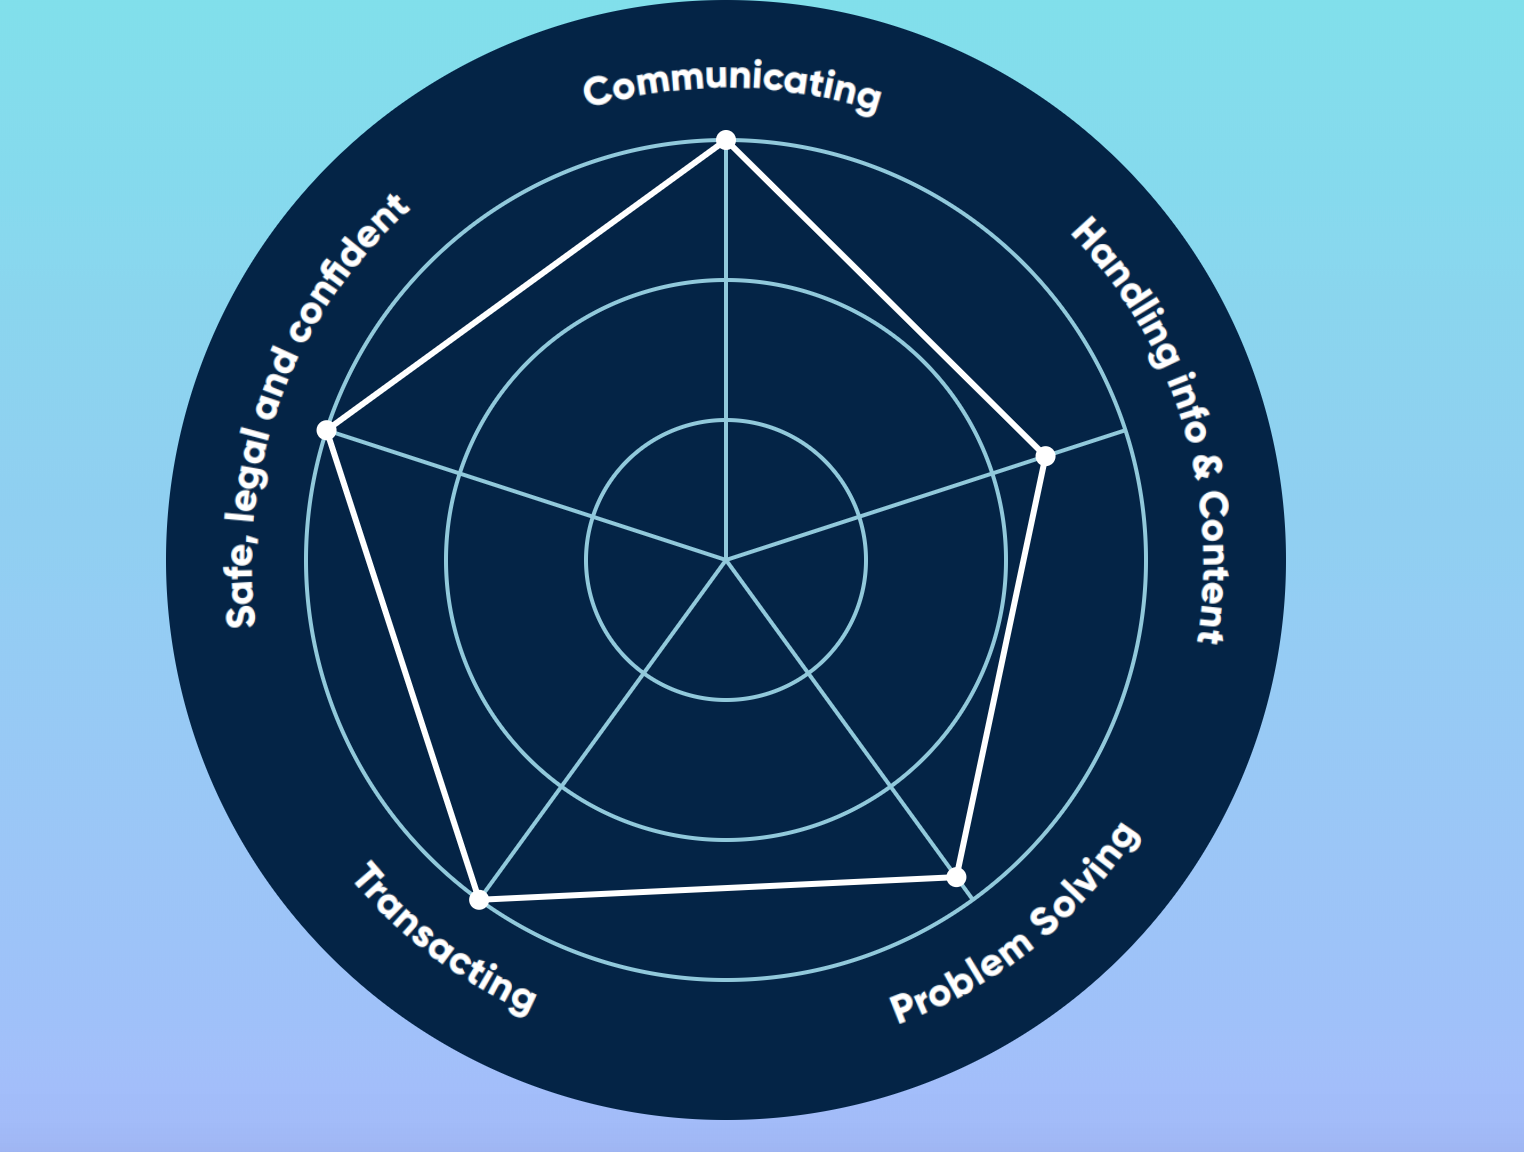 Communicating
Handling info & Content
Problem Solving
Transacting
Safe, legal and confident